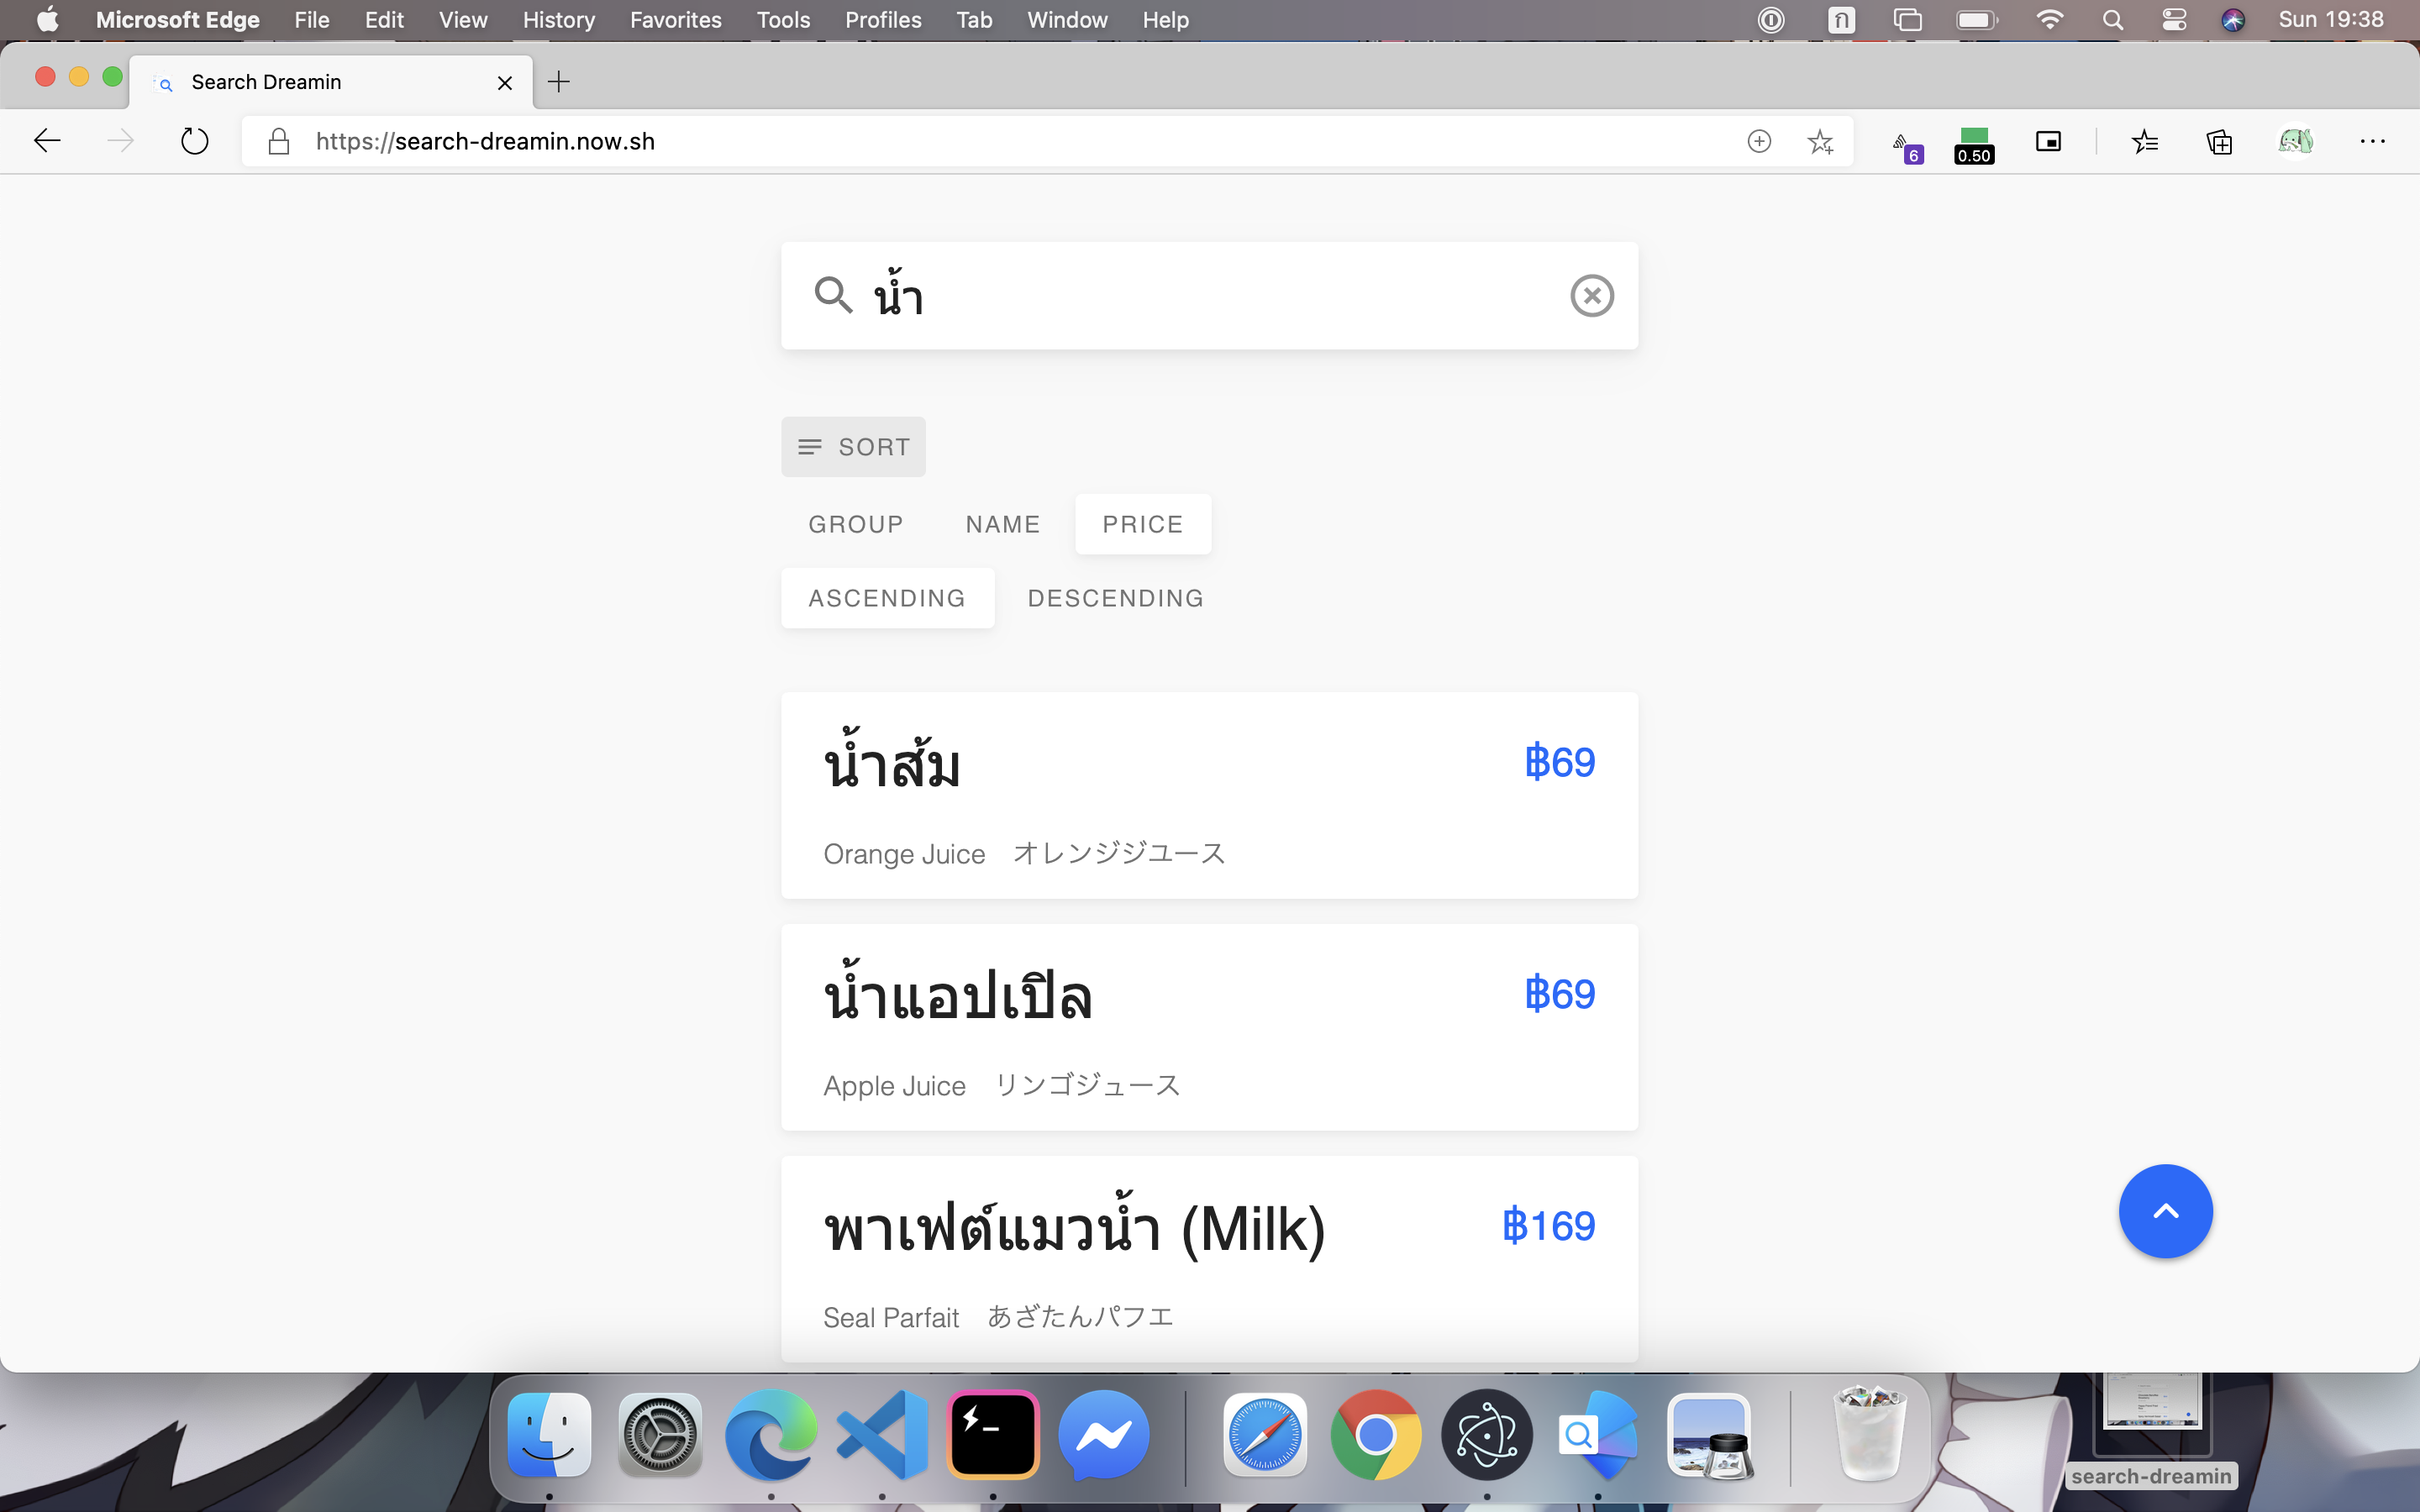 Microsoft Edge File Edit View History Favorites Tools Profiles Tab Window Help ก Sun 19:38
Search Dreamin
https://search-dreamin.now.sh 6 0.50
น้ำ
SORT
GROUP NAME PRICE
ASCENDING DESCENDING
น้ำส้ม ฿69
Orange Juice オレンジジユース
น้ำแอปเปิล ฿69
Apple Juice リンゴジュース
พาเฟต์แมวน้ำ (Milk) ฿169
Seal Parfait あざたんパフエ
search-dreamin